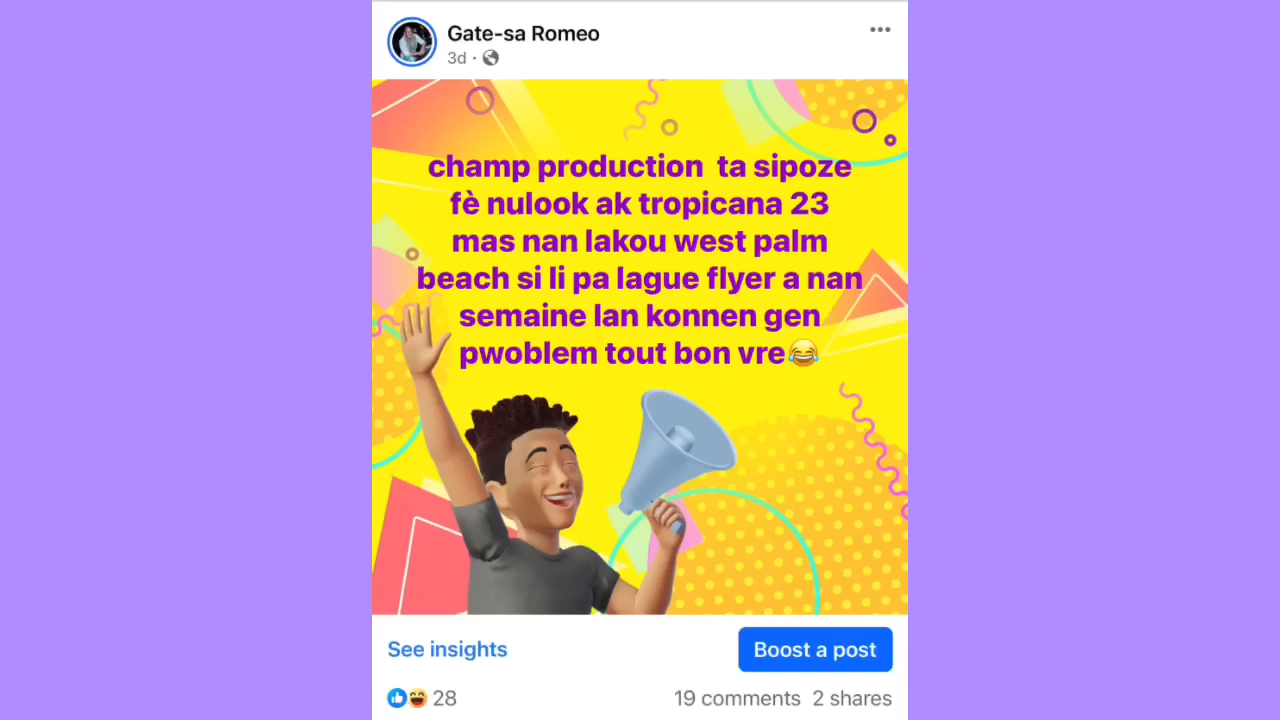 Gate-sa Romeo
3d ·
champ production ta sipoze
fè nulook ak tropicana 23
mas nan lakou west palm
beach si li pa lague flyer a nan
semaine lan konnen gen
pwoblem tout bon vre😂
See insights
Boost a post
28
19 comments 2 shares